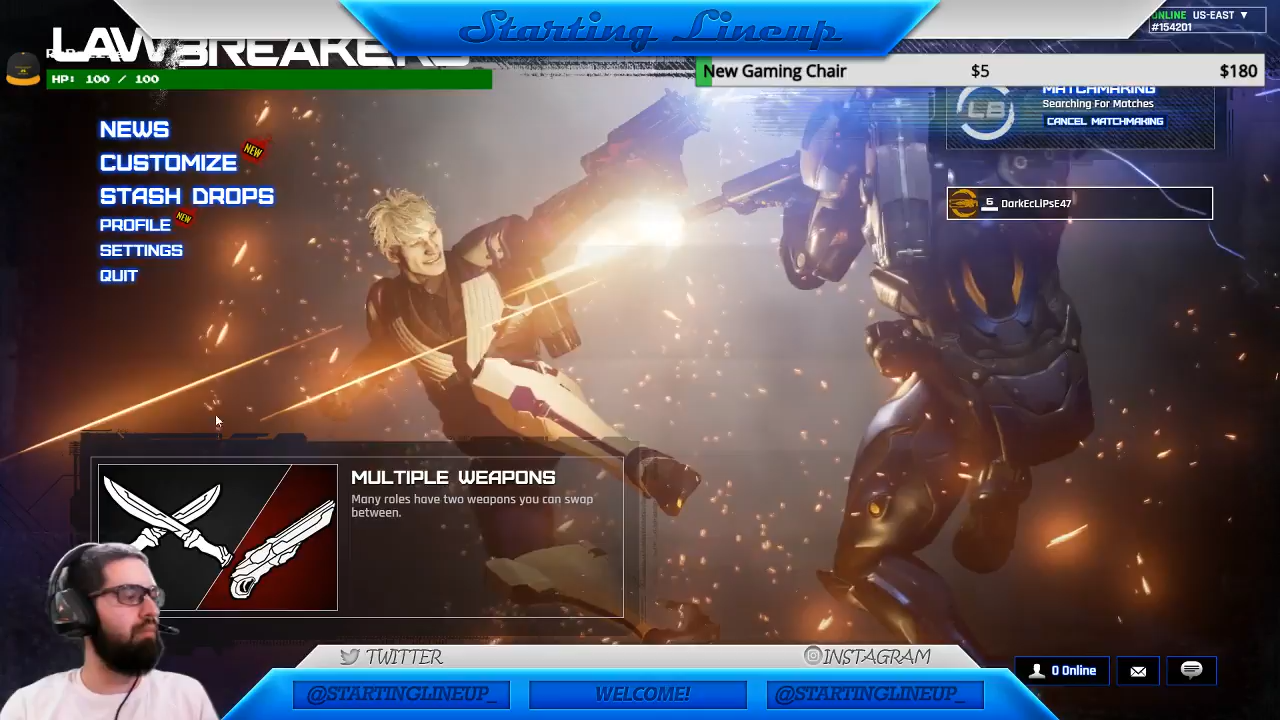 Starting Lineup
ONLINE US-EAST ▼
#154201
LAWBREAKERS
HP: 100 / 100
New Gaming Chair $5 $180
MATCHMAKING
Searching For Matches
CANCEL MATCHMAKING
LB
NEWS
CUSTOMIZE NEW
STASH DROPS
PROFILE NEW
SETTINGS
QUIT
6 DarkEcLiPsE47
MULTIPLE WEAPONS
Many roles have two weapons you can swap
between.
TWITTER
INSTAGRAM
@STARTINGLINEUP_
WELCOME!
@STARTINGLINEUP_
0 Online